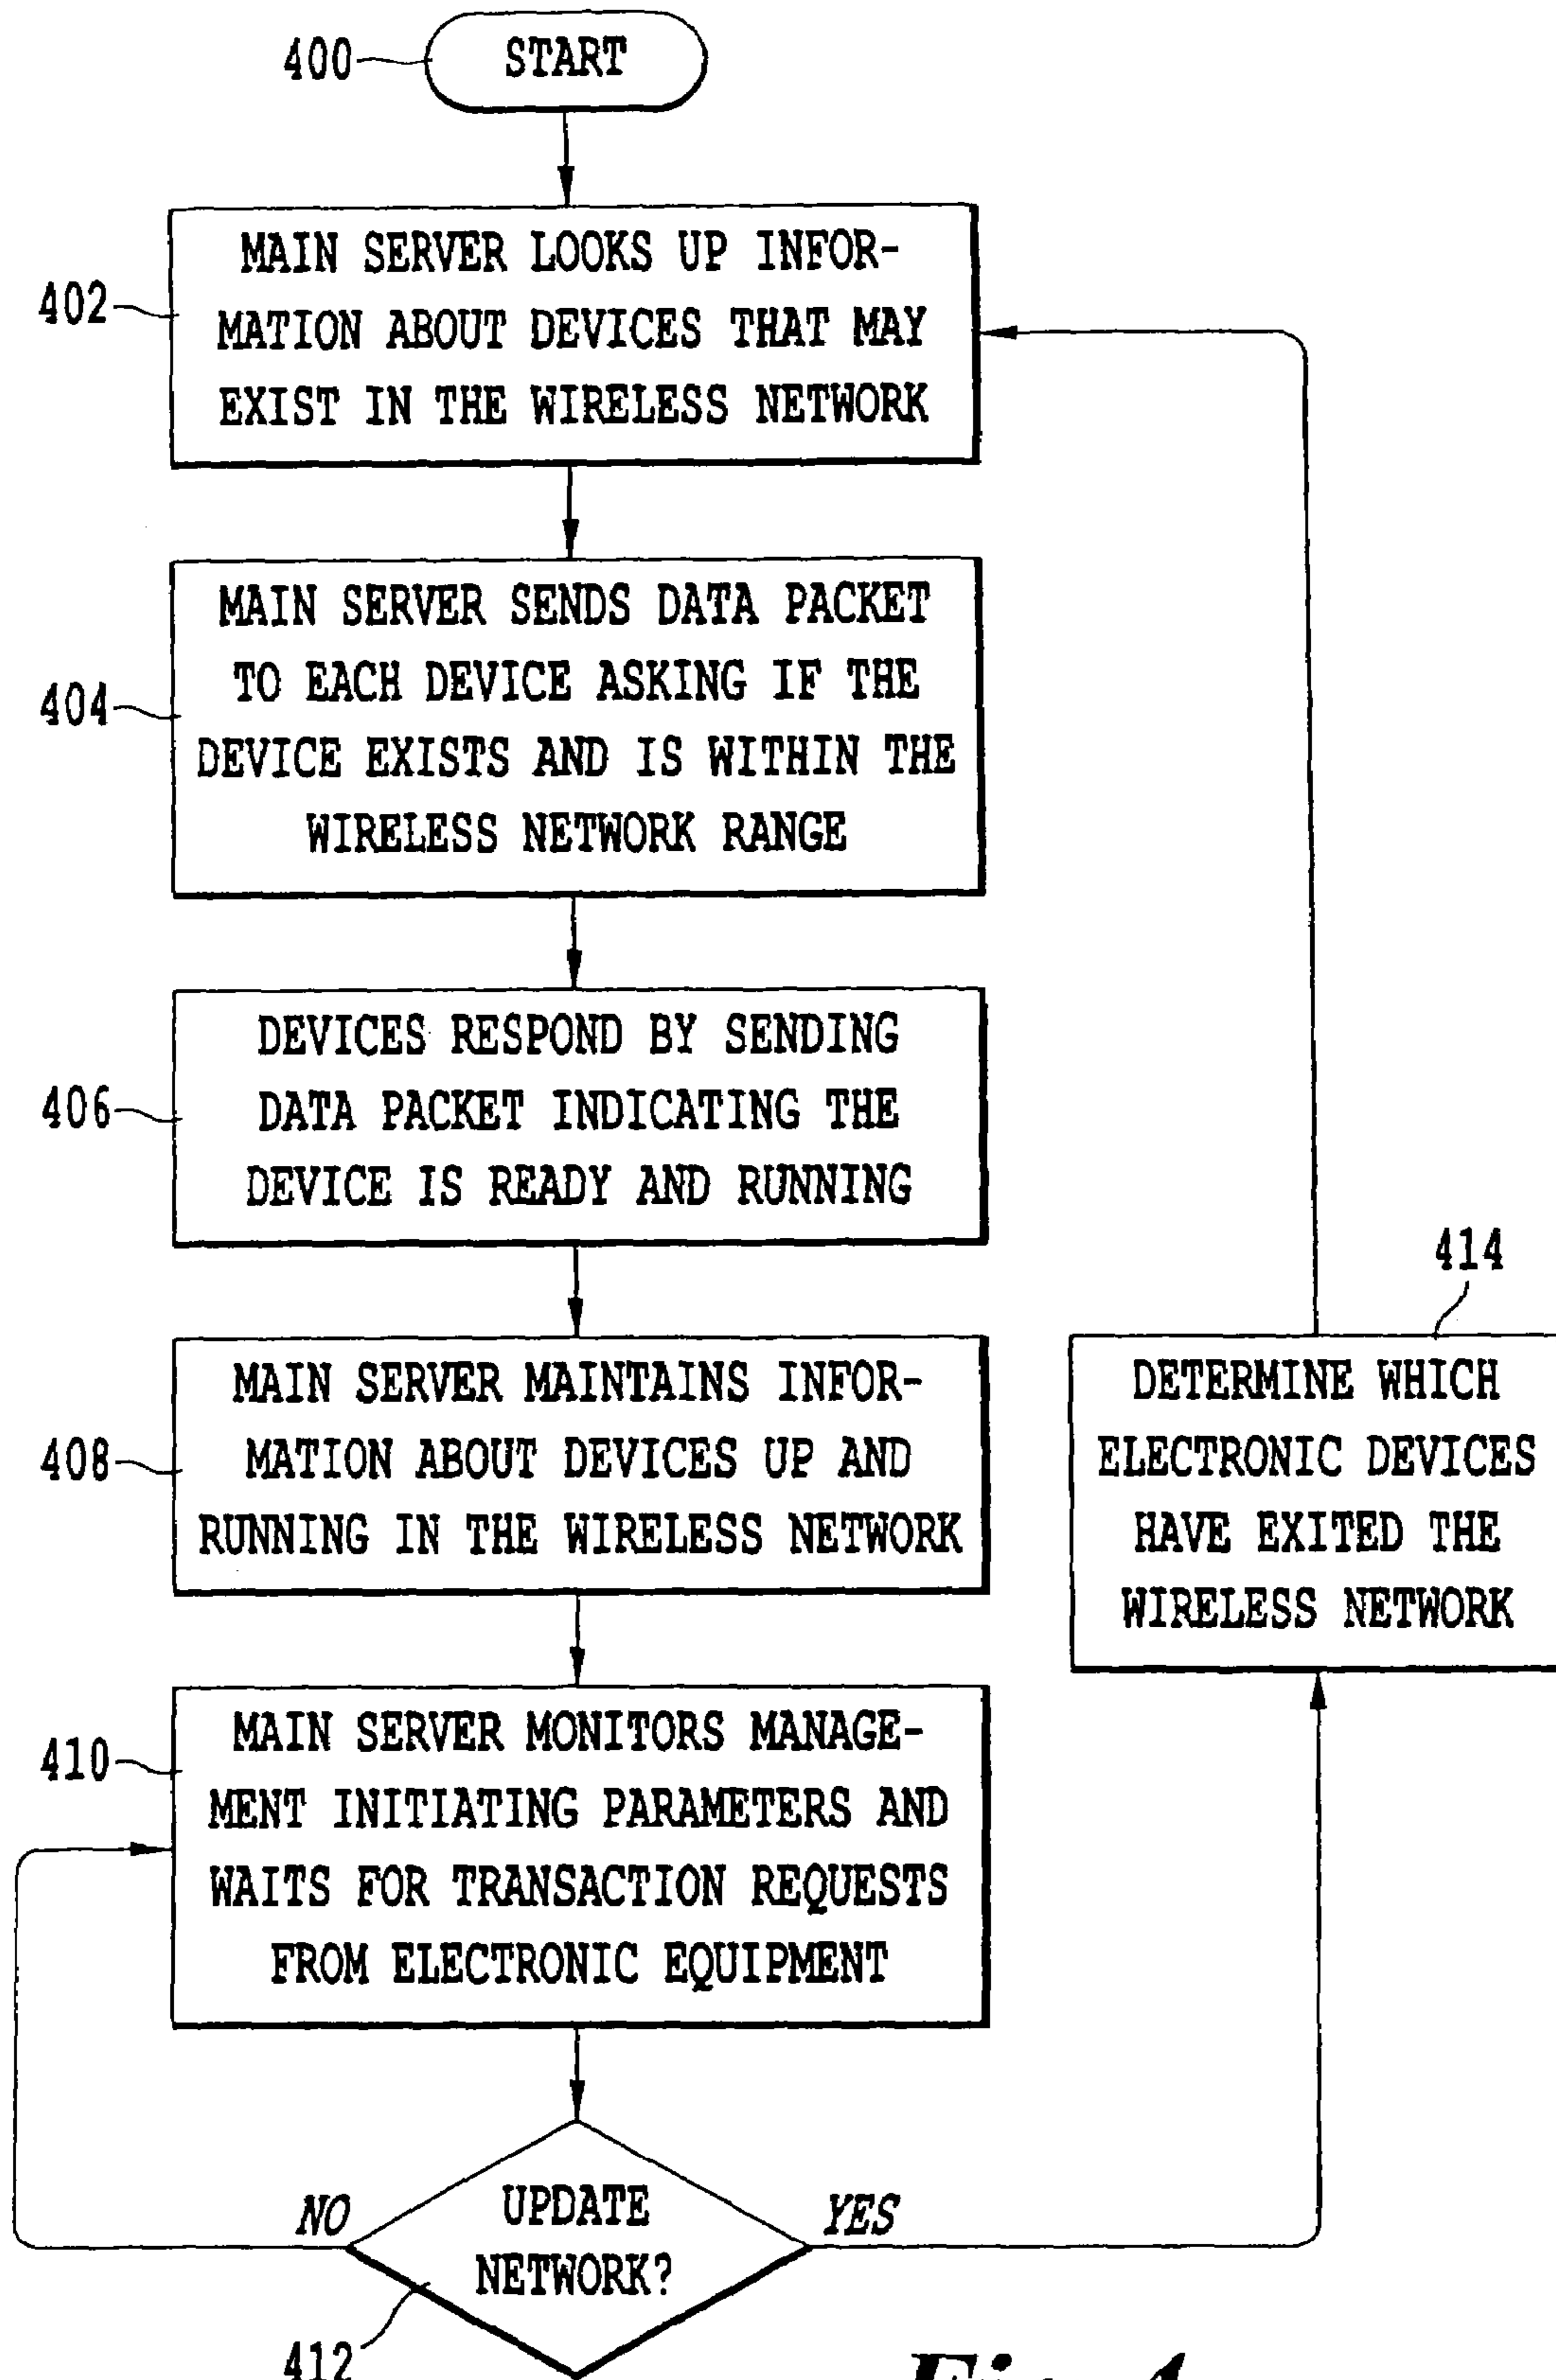 400
START
402
MAIN SERVER LOOKS UP INFOR-
MATION ABOUT DEVICES THAT MAY
EXIST IN THE WIRELESS NETWORK
404
MAIN SERVER SENDS DATA PACKET
TO EACH DEVICE ASKING IF THE
DEVICE EXISTS AND IS WITHIN THE
WIRELESS NETWORK RANGE
406
DEVICES RESPOND BY SENDING
DATA PACKET INDICATING THE
DEVICE IS READY AND RUNNING
408
MAIN SERVER MAINTAINS INFOR-
MATION ABOUT DEVICES UP AND
RUNNING IN THE WIRELESS NETWORK
414
DETERMINE WHICH
ELECTRONIC DEVICES
HAVE EXITED THE
WIRELESS NETWORK
410
MAIN SERVER MONITORS MANAGE-
MENT INITIATING PARAMETERS AND
WAITS FOR TRANSACTION REQUESTS
FROM ELECTRONIC EQUIPMENT
NO
UPDATE
NETWORK?
YES
412